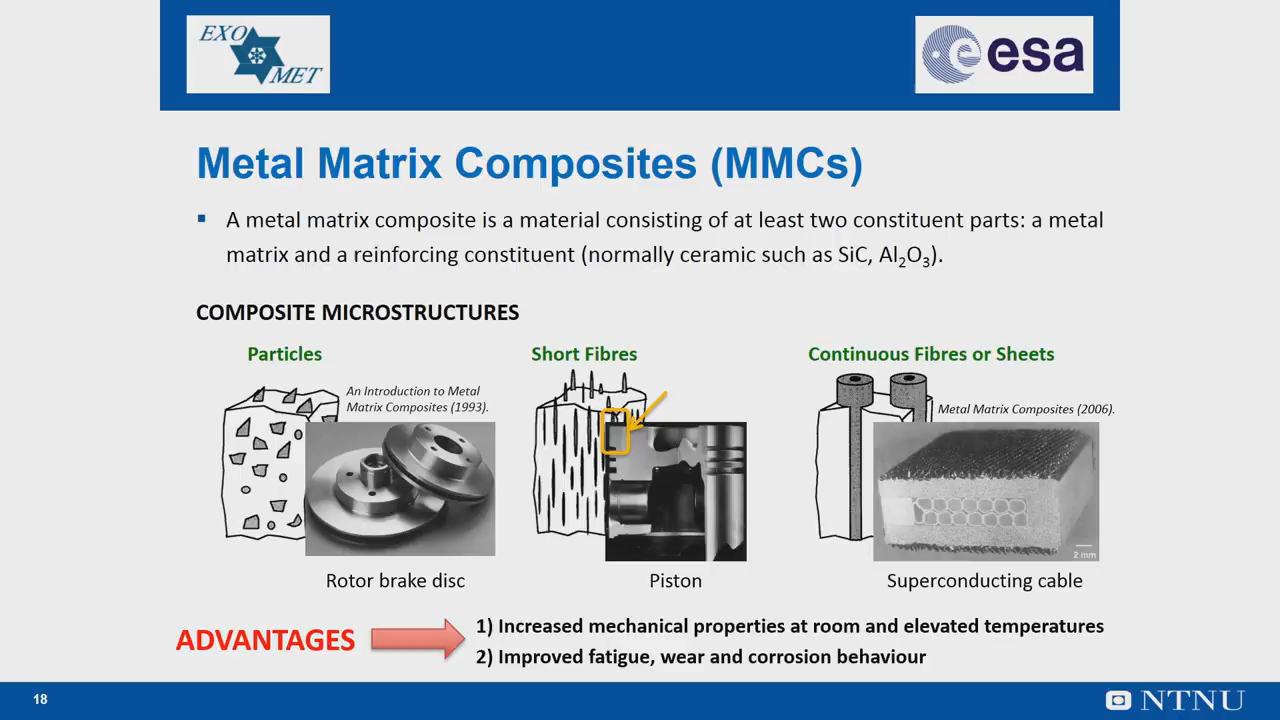 EXO
MET
esa
Metal Matrix Composites (MMCs)
▪ A metal matrix composite is a material consisting of at least two constituent parts: a metal
matrix and a reinforcing constituent (normally ceramic such as SiC, Al₂O₃).
COMPOSITE MICROSTRUCTURES
Particles
Short Fibres
Continuous Fibres or Sheets
An Introduction to Metal
Matrix Composites (1993).
Metal Matrix Composites (2006).
2 mm
Rotor brake disc
Piston
Superconducting cable
ADVANTAGES
1) Increased mechanical properties at room and elevated temperatures
2) Improved fatigue, wear and corrosion behaviour
18
NTNU